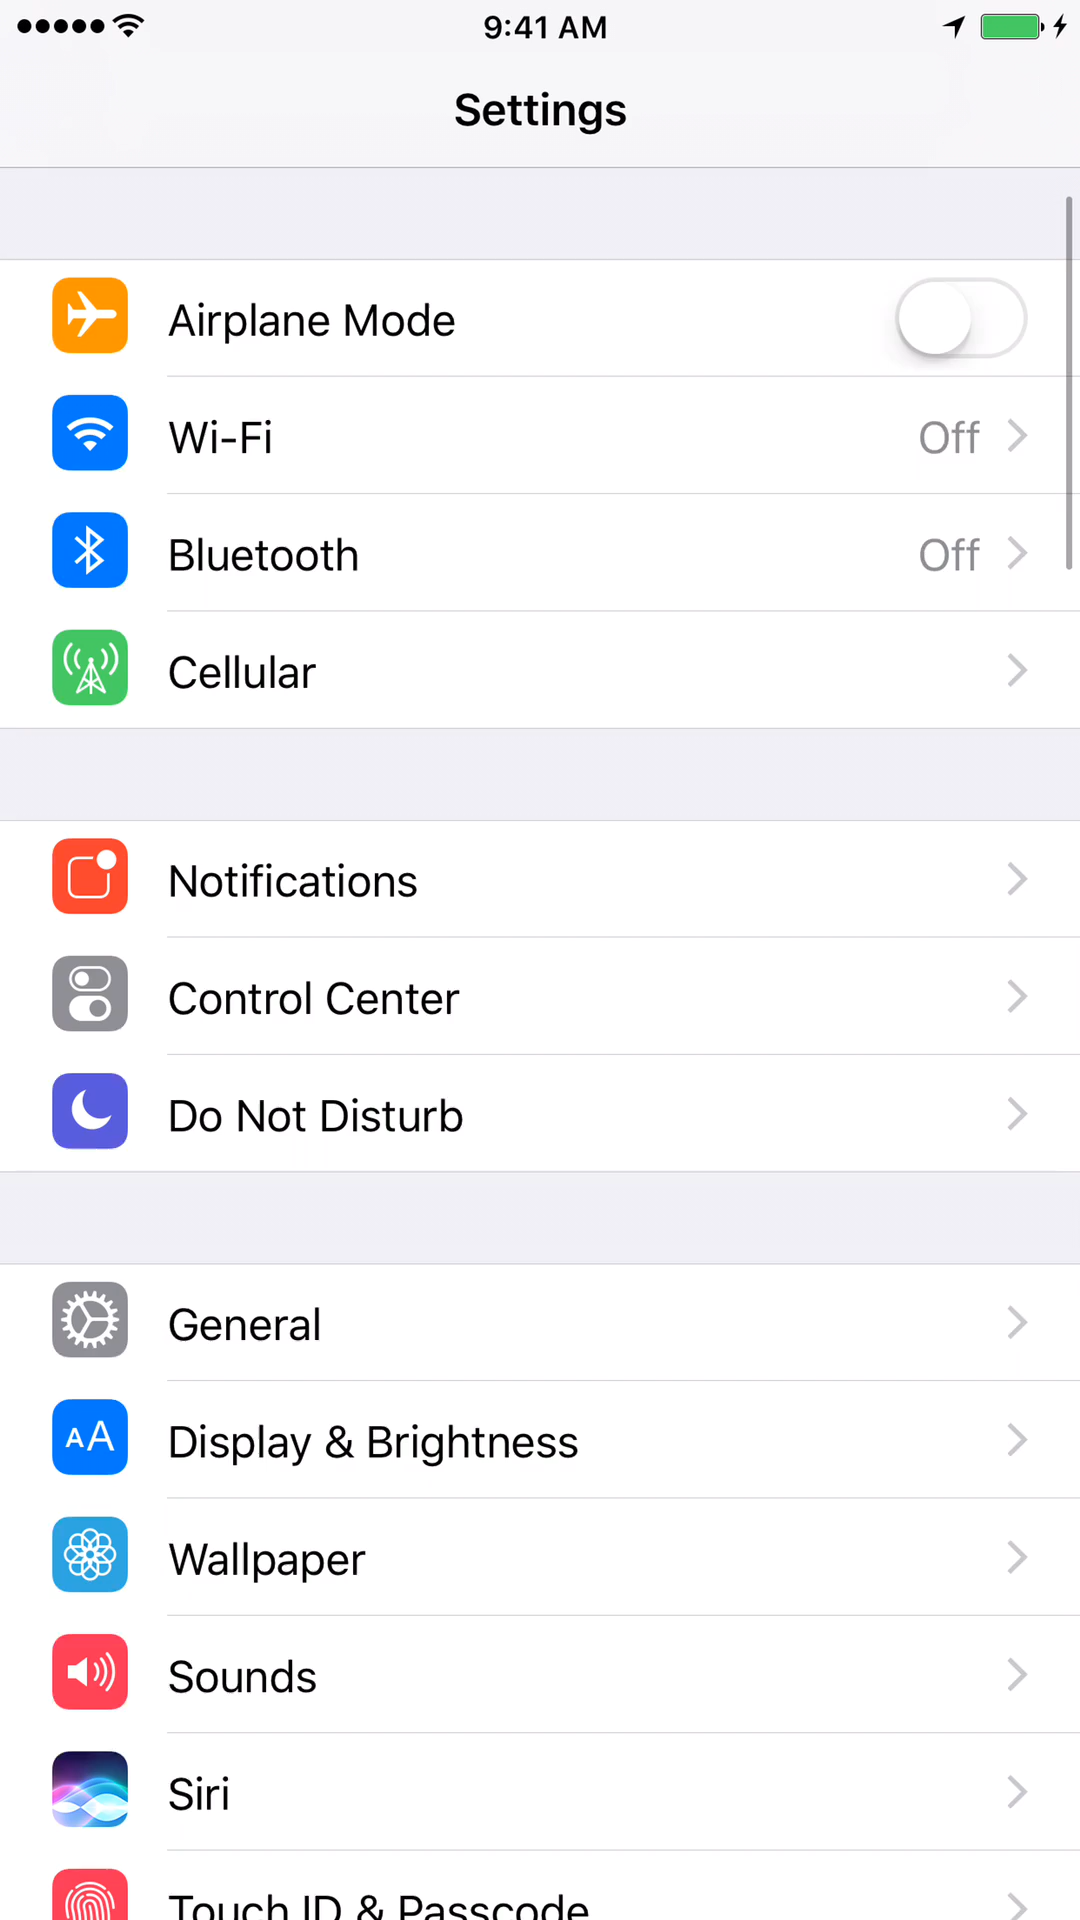 9:41 AM
Settings
Airplane Mode
Wi-Fi Off
Bluetooth Off
Cellular
Notifications
Control Center
Do Not Disturb
General
AA Display & Brightness
Wallpaper
Sounds
Siri
Touch ID & Passcode